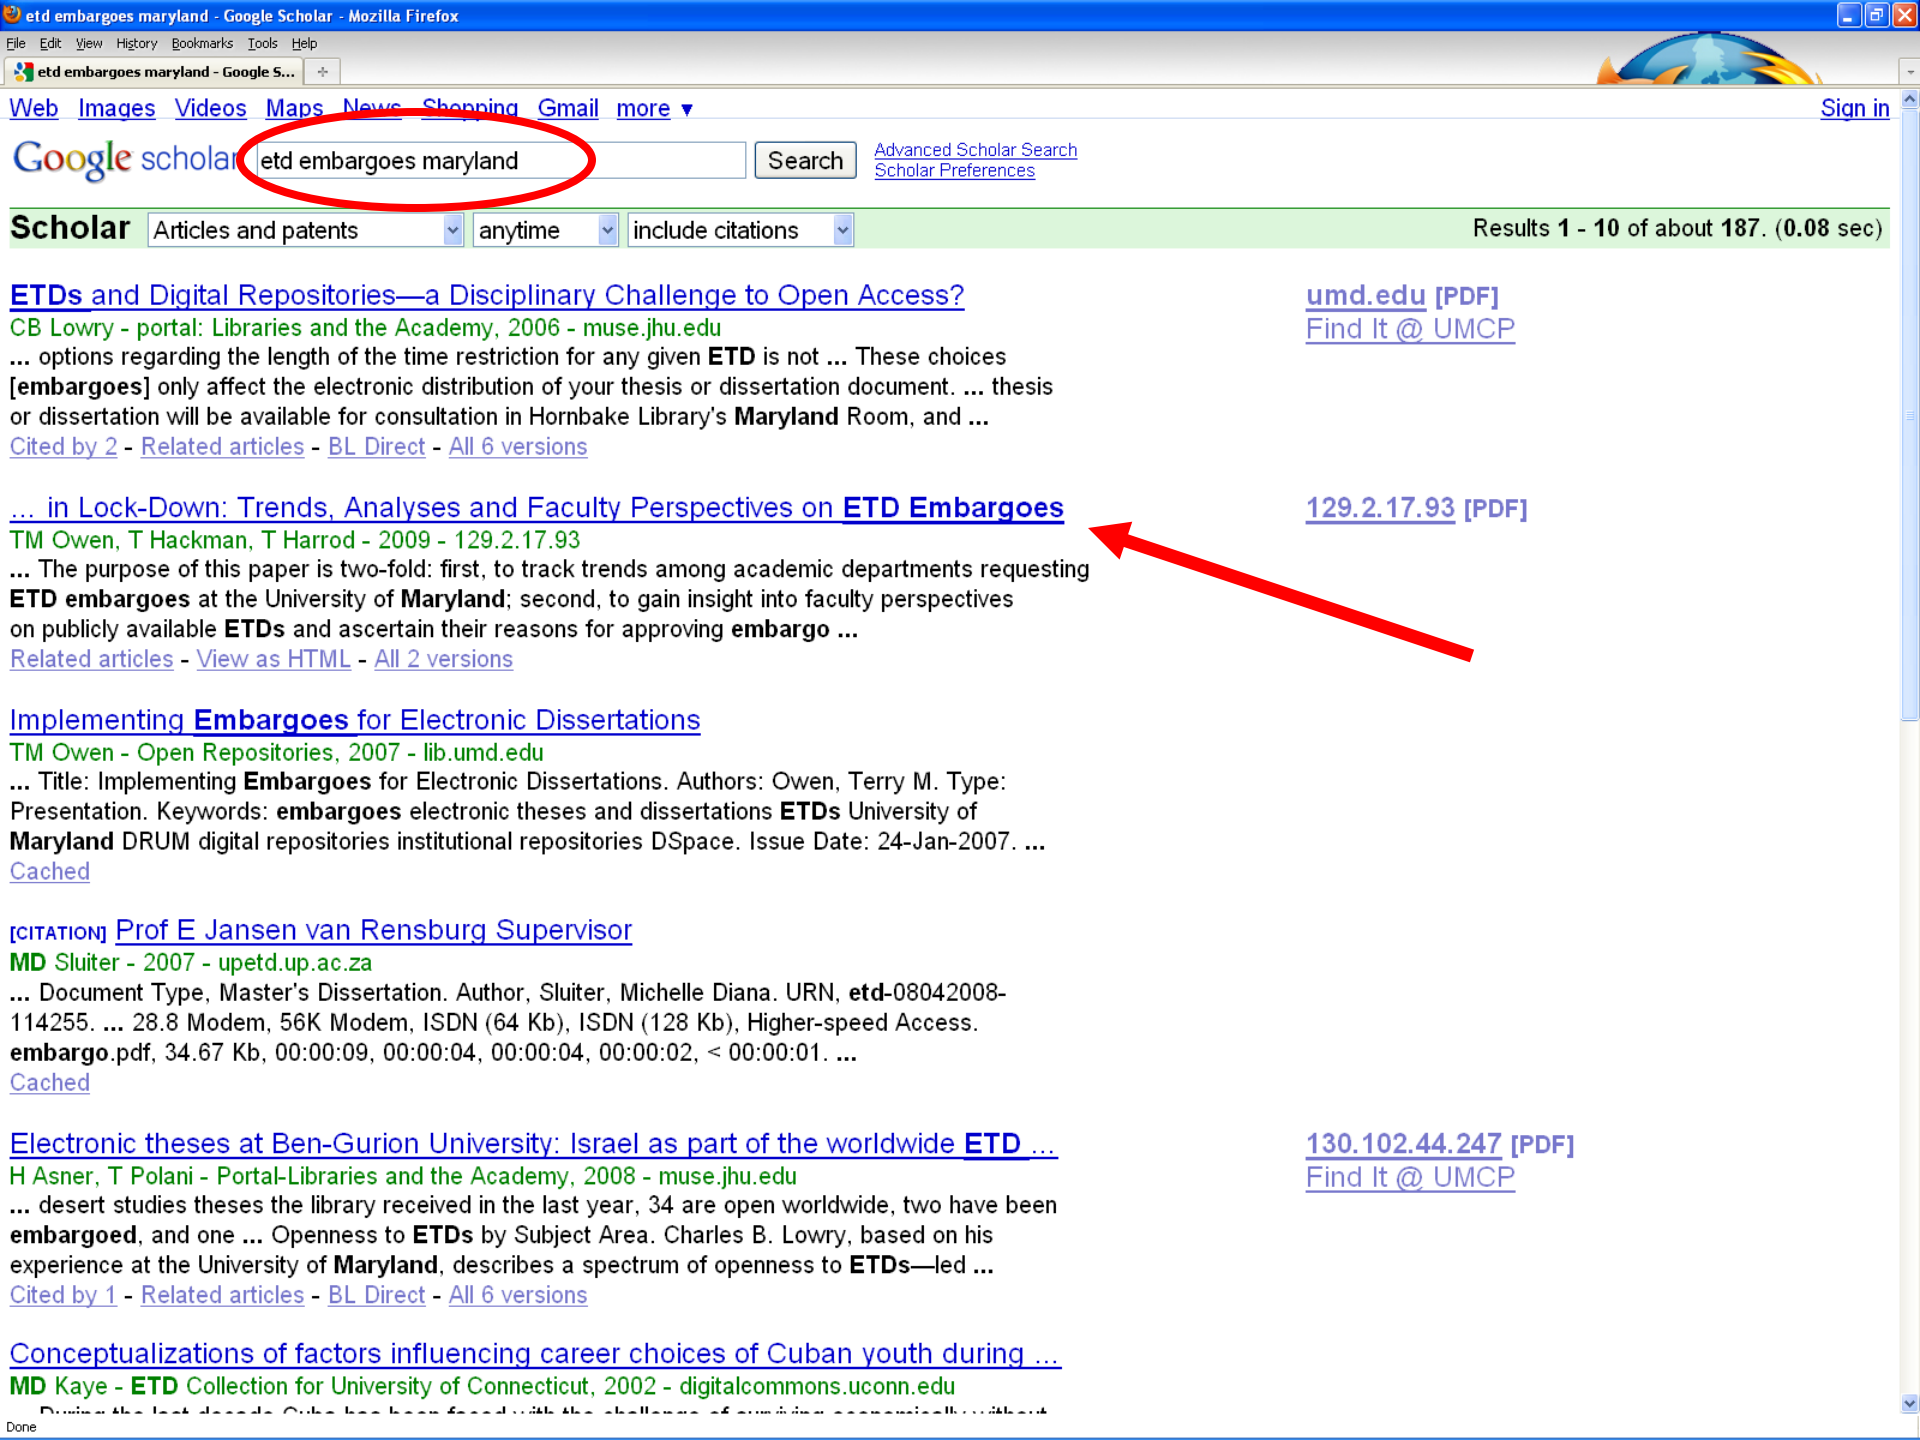 etd embargoes maryland - Google Scholar - Mozilla Firefox
File Edit View History Bookmarks Tools Help
etd embargoes maryland - Google S...
Web Images Videos Maps News Shopping Gmail more ▼ Sign in
Google scholar etd embargoes maryland Search Advanced Scholar Search
Scholar Preferences
Scholar Articles and patents anytime include citations Results 1 - 10 of about 187. (0.08 sec)
ETDs and Digital Repositories—a Disciplinary Challenge to Open Access? umd.edu [PDF]
CB Lowry - portal: Libraries and the Academy, 2006 - muse.jhu.edu Find It @ UMCP
... options regarding the length of the time restriction for any given ETD is not ... These choices
[embargoes] only affect the electronic distribution of your thesis or dissertation document. ... thesis
or dissertation will be available for consultation in Hornbake Library's Maryland Room, and ...
Cited by 2 - Related articles - BL Direct - All 6 versions
... in Lock-Down: Trends, Analyses and Faculty Perspectives on ETD Embargoes 129.2.17.93 [PDF]
TM Owen, T Hackman, T Harrod - 2009 - 129.2.17.93
... The purpose of this paper is two-fold: first, to track trends among academic departments requesting
ETD embargoes at the University of Maryland; second, to gain insight into faculty perspectives
on publicly available ETDs and ascertain their reasons for approving embargo ...
Related articles - View as HTML - All 2 versions
Implementing Embargoes for Electronic Dissertations
TM Owen - Open Repositories, 2007 - lib.umd.edu
... Title: Implementing Embargoes for Electronic Dissertations. Authors: Owen, Terry M. Type:
Presentation. Keywords: embargoes electronic theses and dissertations ETDs University of
Maryland DRUM digital repositories institutional repositories DSpace. Issue Date: 24-Jan-2007. ...
Cached
[CITATION] Prof E Jansen van Rensburg Supervisor
MD Sluiter - 2007 - upetd.up.ac.za
... Document Type, Master's Dissertation. Author, Sluiter, Michelle Diana. URN, etd-08042008-
114255. ... 28.8 Modem, 56K Modem, ISDN (64 Kb), ISDN (128 Kb), Higher-speed Access.
embargo.pdf, 34.67 Kb, 00:00:09, 00:00:04, 00:00:04, 00:00:02, < 00:00:01. ...
Cached
Electronic theses at Ben-Gurion University: Israel as part of the worldwide ETD ... 130.102.44.247 [PDF]
H Asner, T Polani - Portal-Libraries and the Academy, 2008 - muse.jhu.edu Find It @ UMCP
... desert studies theses the library received in the last year, 34 are open worldwide, two have been
embargoed, and one ... Openness to ETDs by Subject Area. Charles B. Lowry, based on his
experience at the University of Maryland, describes a spectrum of openness to ETDs—led ...
Cited by 1 - Related articles - BL Direct - All 6 versions
Conceptualizations of factors influencing career choices of Cuban youth during ...
MD Kaye - ETD Collection for University of Connecticut, 2002 - digitalcommons.uconn.edu
During the last decade Cuba has been faced with the challenge of surviving economically without
Done